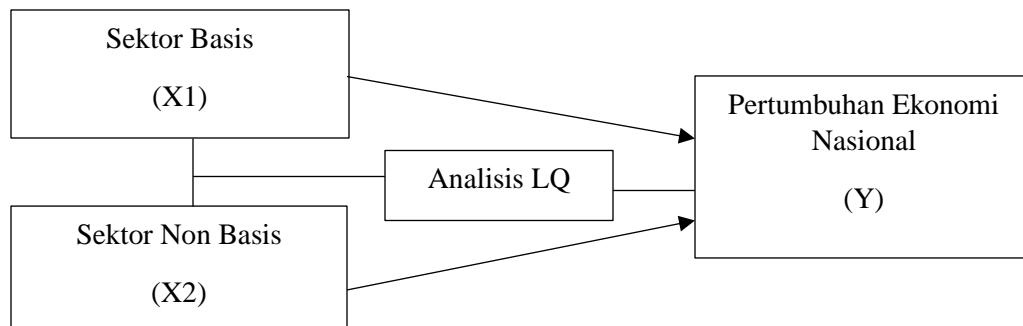 Sektor Basis
(X1)
Pertumbuhan Ekonomi
Nasional
(Y)
Analisis LQ
Sektor Non Basis
(X2)